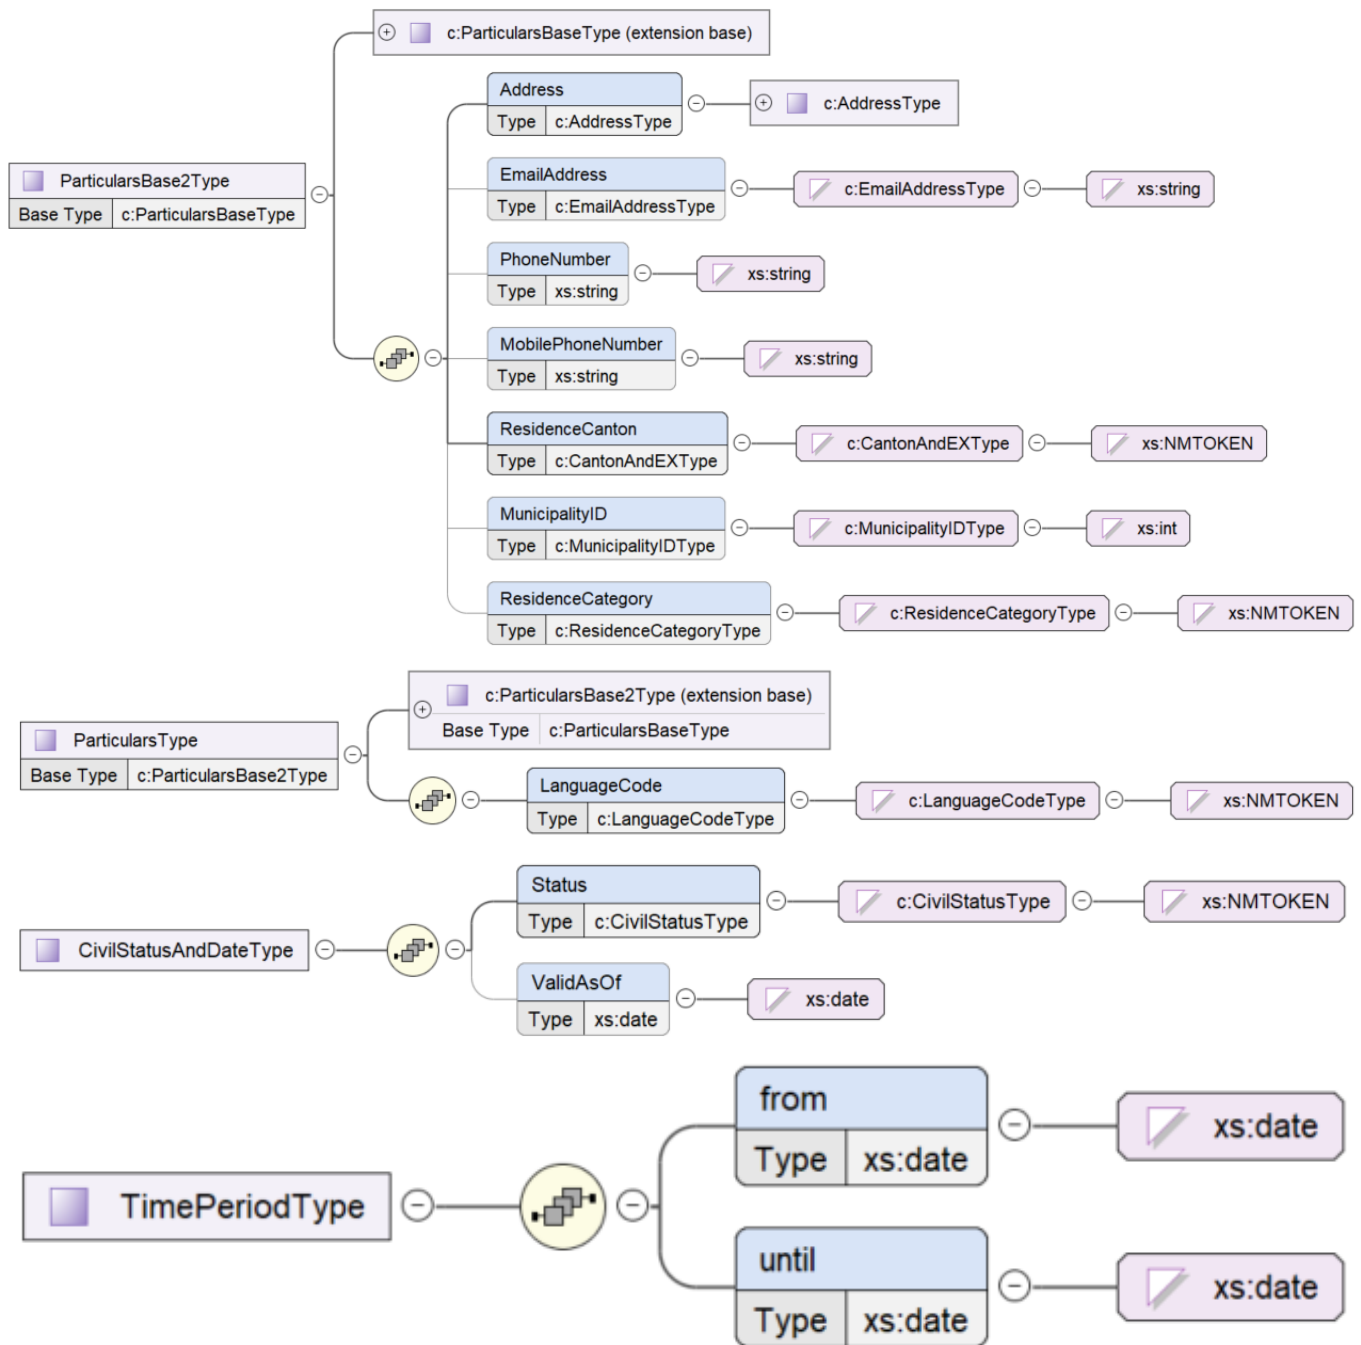 c:ParticularsBaseType (extension base)
Address
Type c:AddressType
c:AddressType
ParticularsBase2Type
Base Type c:ParticularsBaseType
EmailAddress
Type c:EmailAddressType
c:EmailAddressType
xs:string
PhoneNumber
Type xs:string
xs:string
MobilePhoneNumber
Type xs:string
xs:string
ResidenceCanton
Type c:CantonAndEXType
c:CantonAndEXType
xs:NMTOKEN
MunicipalityID
Type c:MunicipalityIDType
c:MunicipalityIDType
xs:int
ResidenceCategory
Type c:ResidenceCategoryType
c:ResidenceCategoryType
xs:NMTOKEN
c:ParticularsBase2Type (extension base)
Base Type c:ParticularsBaseType
ParticularsType
Base Type c:ParticularsBase2Type
LanguageCode
Type c:LanguageCodeType
c:LanguageCodeType
xs:NMTOKEN
CivilStatusAndDateType
Status
Type c:CivilStatusType
c:CivilStatusType
xs:NMTOKEN
ValidAsOf
Type xs:date
xs:date
TimePeriodType
from
Type xs:date
xs:date
until
Type xs:date
xs:date